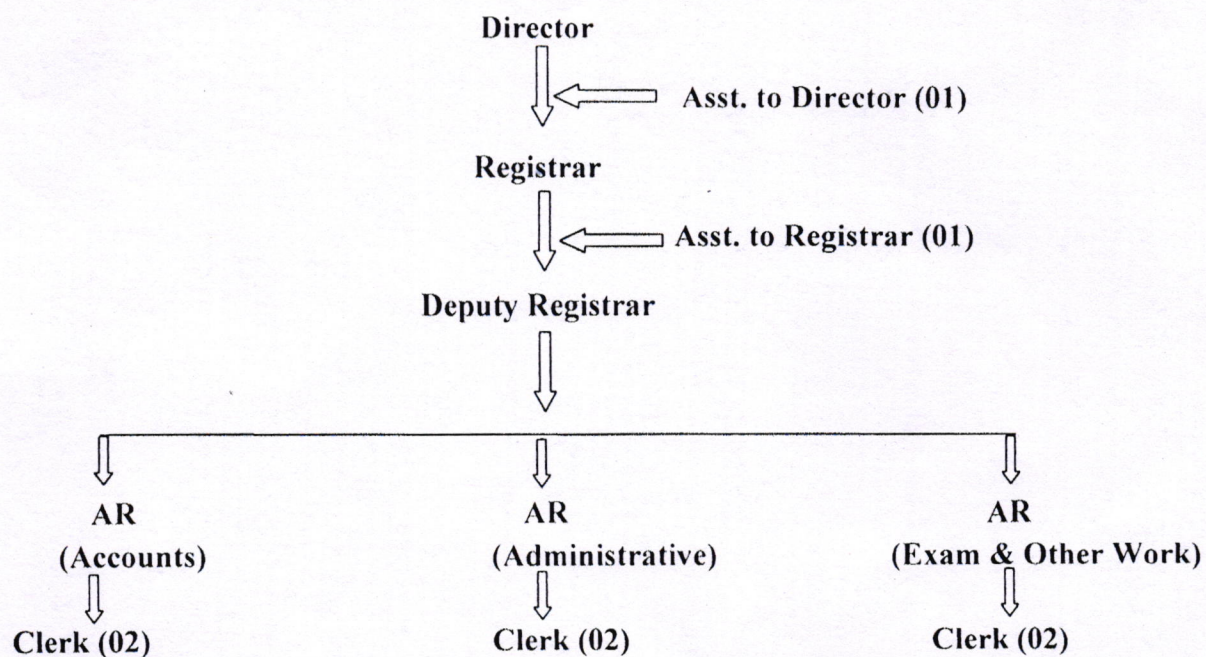 Director
Asst. to Director (01)
Registrar
Asst. to Registrar (01)
Deputy Registrar
AR
AR
AR
(Accounts)
(Administrative)
(Exam & Other Work)
Clerk (02)
Clerk (02)
Clerk (02)